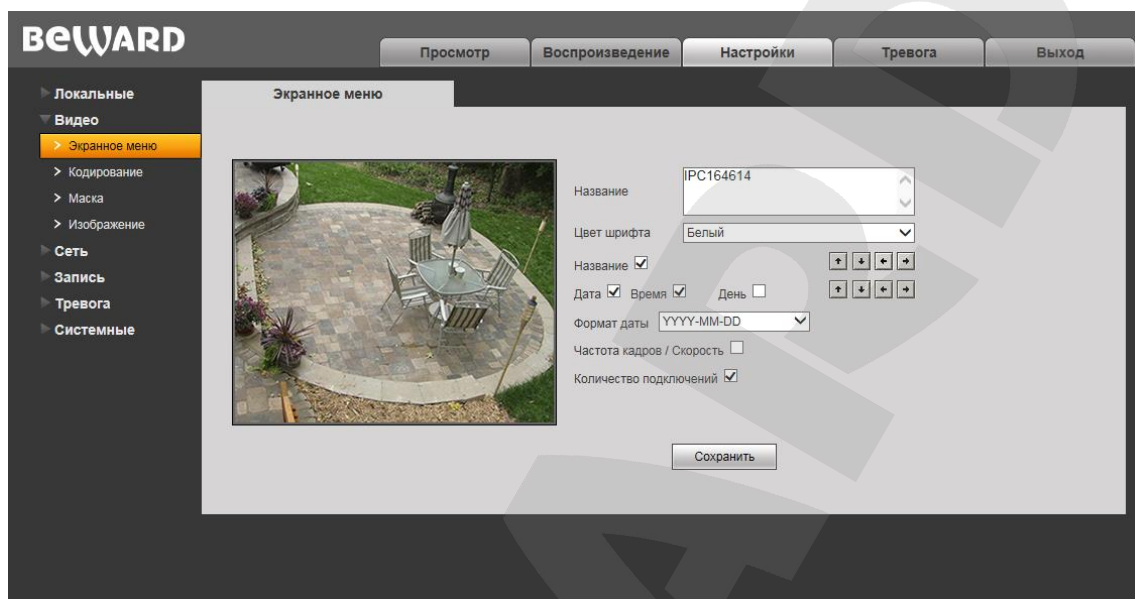 BEWARD
Просмотр Воспроизведение Настройки Тревога Выход
Локальные
Видео
> Экранное меню
> Кодирование
> Маска
> Изображение
Сеть
Запись
Тревога
Системные
Экранное меню
Название IPC164614
Цвет шрифта Белый
Название
Дата Время День
Формат даты YYYY-MM-DD
Частота кадров / Скорость
Количество подключений
Сохранить